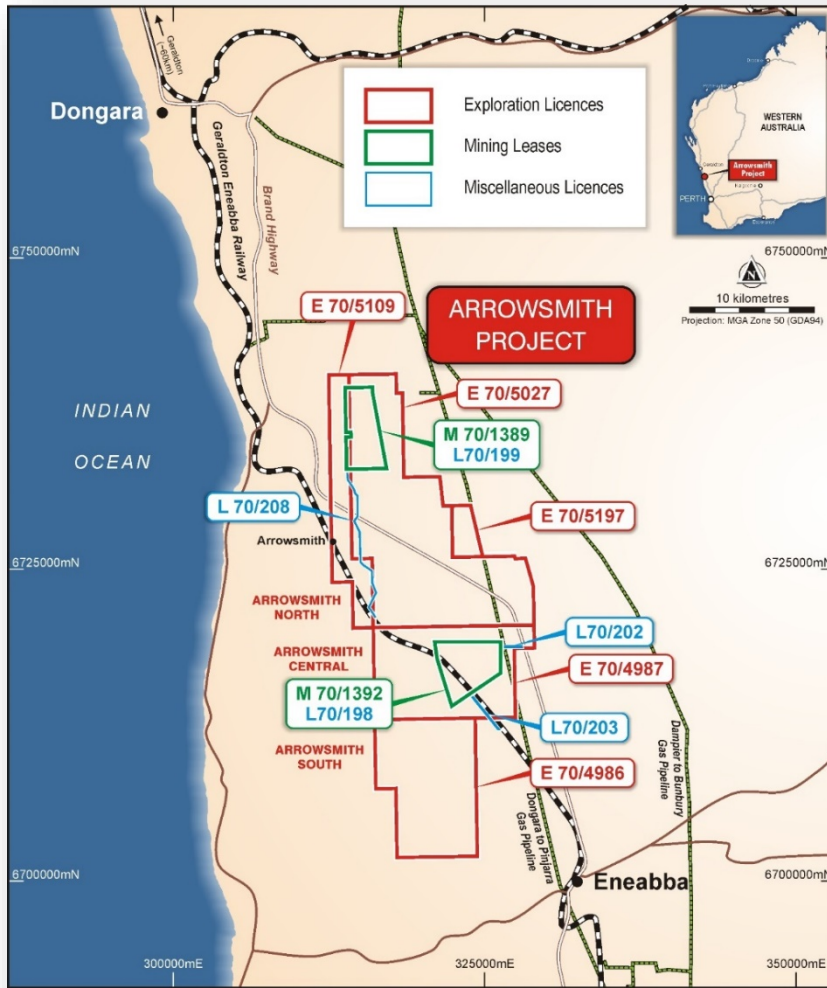 Geraldton
(~60km)
Dongara
Geraldton Eneabba Railway
Brand Highway
Exploration Licences
Mining Leases
Miscellaneous Licences
WESTERN
AUSTRALIA
Geraldton
Arrowsmith
Project
PERTH
6750000mN
6750000mN
10 kilometres
Projection: MGA Zone 50 (GDA94)
ARROWSMITH
PROJECT
E 70/5109
E 70/5027
M 70/1389
L70/199
INDIAN
OCEAN
L 70/208
E 70/5197
Arrowsmith
6725000mN
6725000mN
ARROWSMITH
NORTH
L70/202
ARROWSMITH
CENTRAL
E 70/4987
M 70/1392
L70/198
L70/203
ARROWSMITH
SOUTH
E 70/4986
Dongara to Pinjarra
Gas Pipeline
Dampier to Bunbury
Gas Pipeline
6700000mN
6700000mN
Eneabba
300000mE
325000mE
350000mE